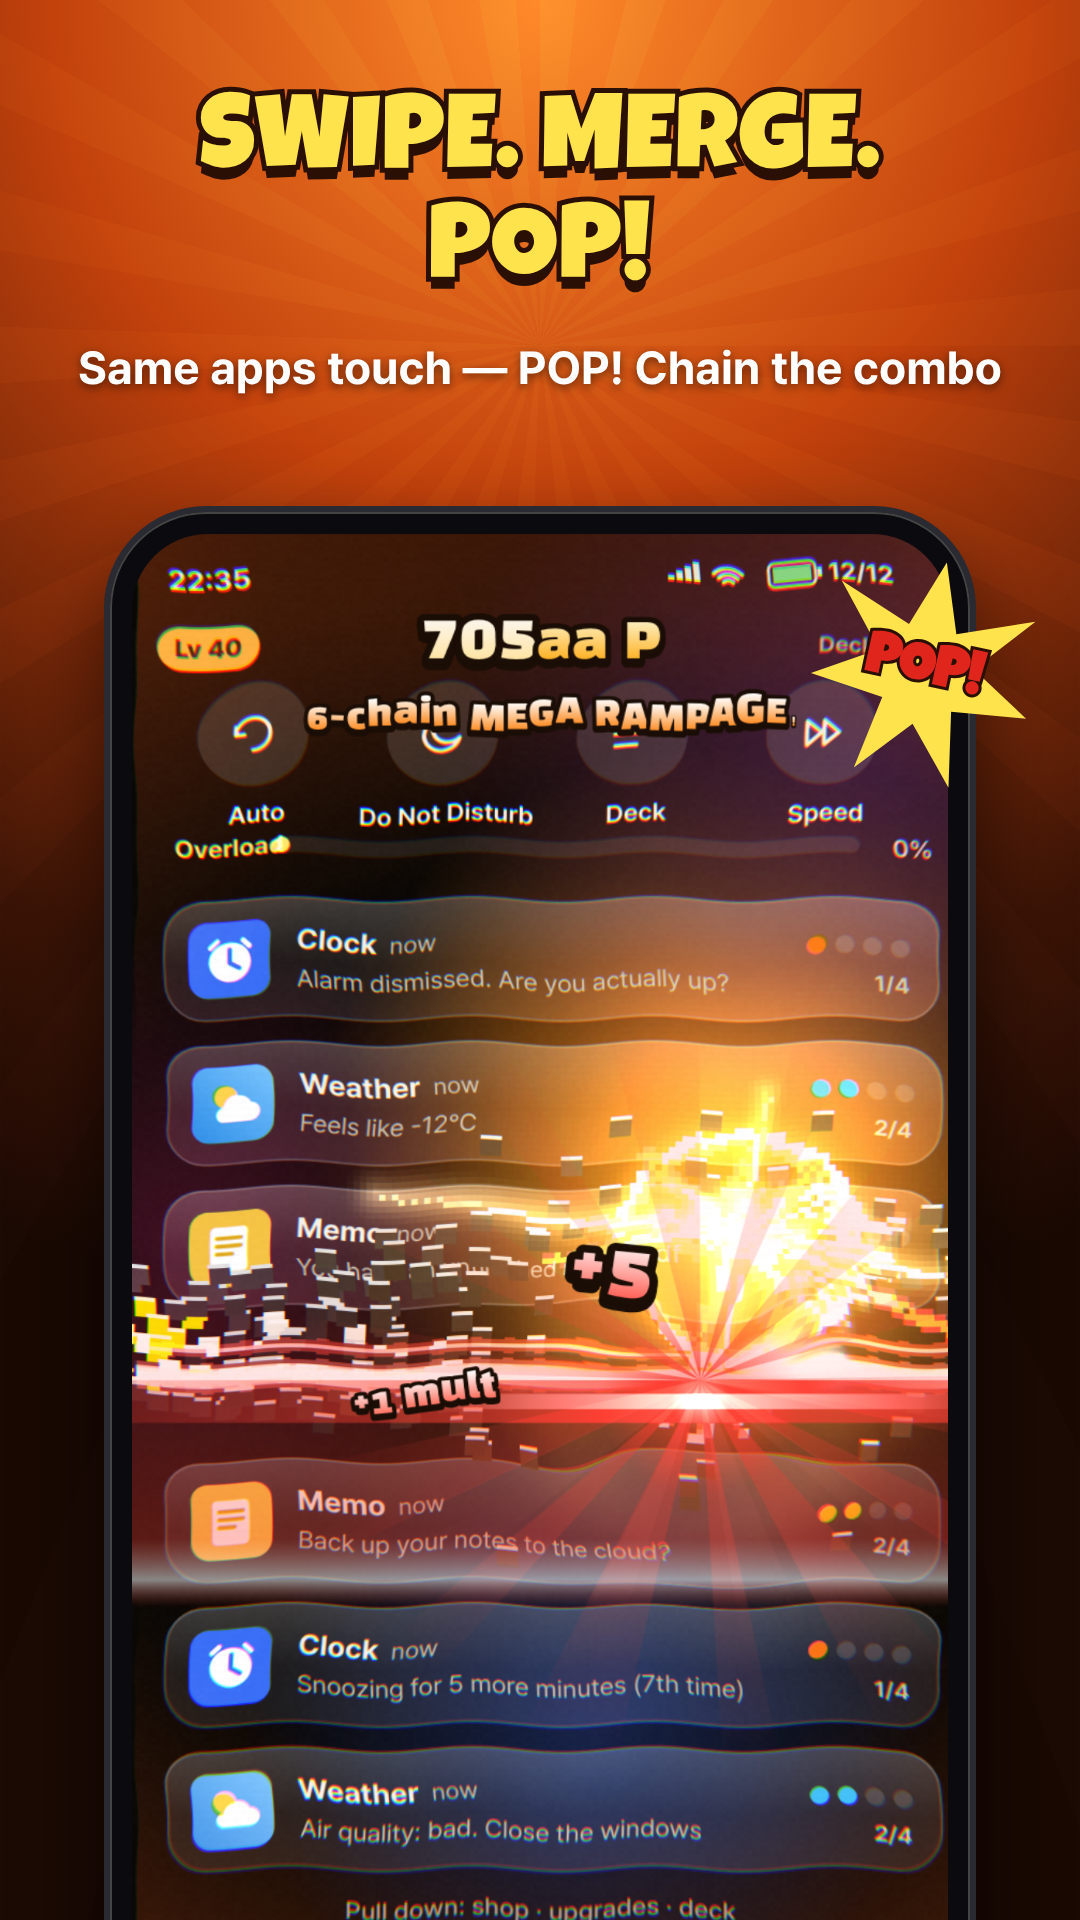 SWIPE. MERGE.
POP!
Same apps touch — POP! Chain the combo
22:35
12/12
Lv 40
705aa P
POP!
6-chain MEGA RAMPAGE!
Auto
Do Not Disturb
Deck
Speed
Overload
0%
Clock now
Alarm dismissed. Are you actually up?
1/4
Weather now
Feels like -12°C
2/4
Memo now
+5
+1 mult
Memo now
Back up your notes to the cloud?
2/4
Clock now
Snoozing for 5 more minutes (7th time)
1/4
Weather now
Air quality: bad. Close the windows
2/4
Pull down: shop · upgrades · deck